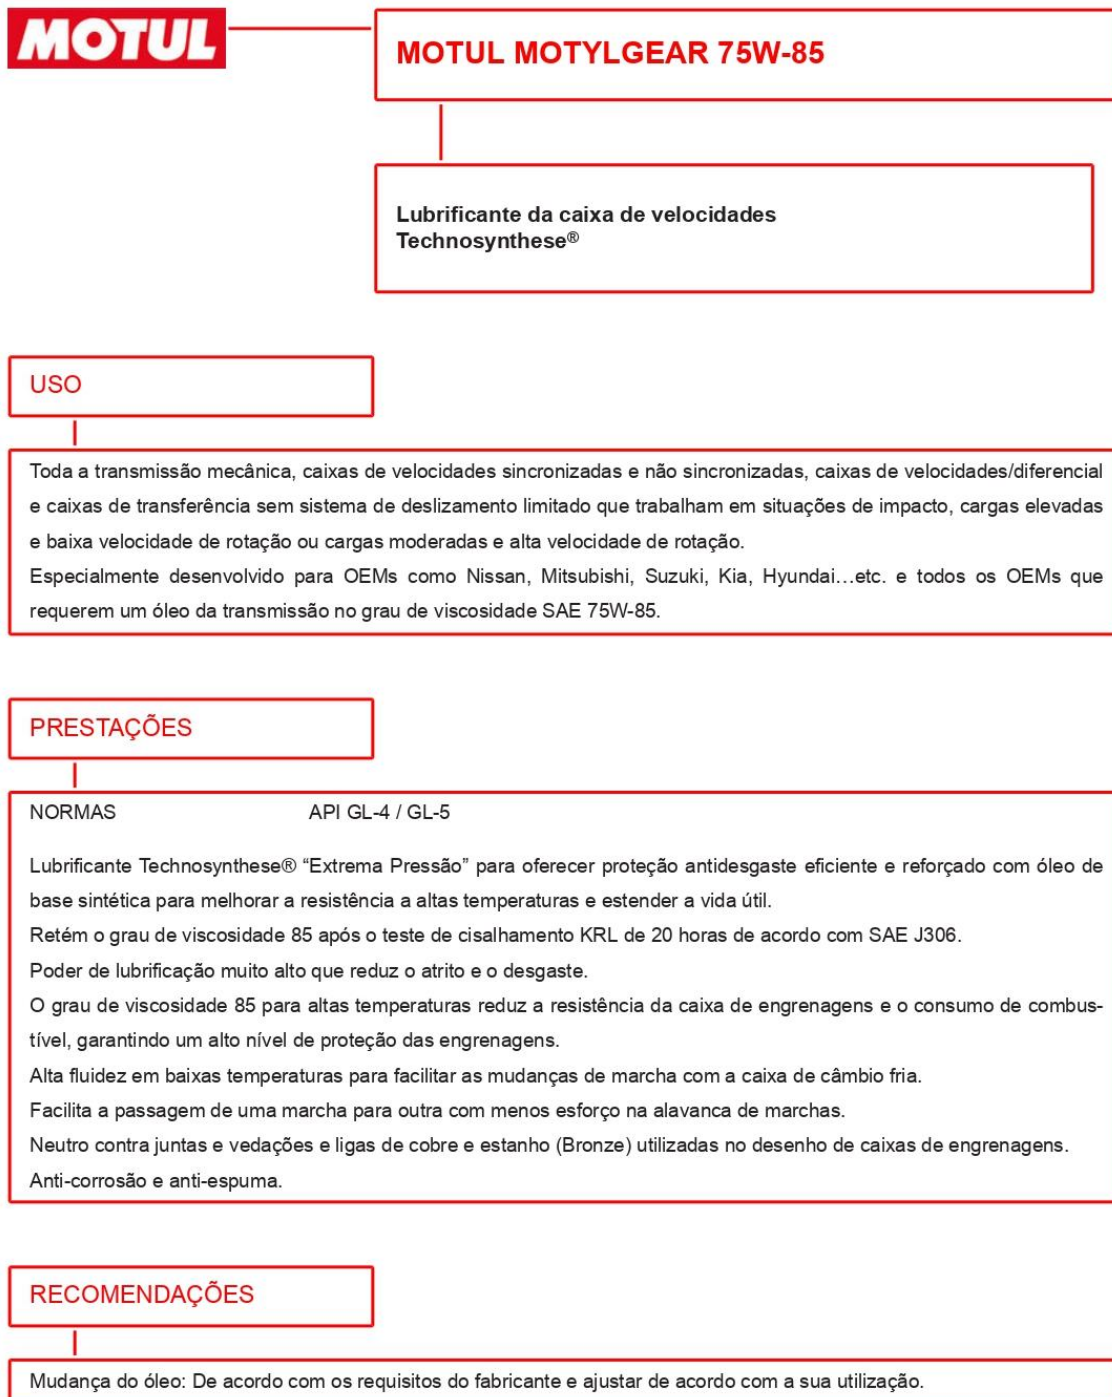 MOTUL
MOTUL MOTYLGEAR 75W-85
Lubrificante da caixa de velocidades
Technosynthese®
USO
Toda a transmissão mecânica, caixas de velocidades sincronizadas e não sincronizadas, caixas de velocidades/diferencial
e caixas de transferência sem sistema de deslizamento limitado que trabalham em situações de impacto, cargas elevadas
e baixa velocidade de rotação ou cargas moderadas e alta velocidade de rotação.
Especialmente desenvolvido para OEMs como Nissan, Mitsubishi, Suzuki, Kia, Hyundai…etc. e todos os OEMs que
requerem um óleo da transmissão no grau de viscosidade SAE 75W-85.
PRESTAÇÕES
NORMAS API GL-4 / GL-5
Lubrificante Technosynthese® “Extrema Pressão” para oferecer proteção antidesgaste eficiente e reforçado com óleo de
base sintética para melhorar a resistência a altas temperaturas e estender a vida útil.
Retém o grau de viscosidade 85 após o teste de cisalhamento KRL de 20 horas de acordo com SAE J306.
Poder de lubrificação muito alto que reduz o atrito e o desgaste.
O grau de viscosidade 85 para altas temperaturas reduz a resistência da caixa de engrenagens e o consumo de combus-
tível, garantindo um alto nível de proteção das engrenagens.
Alta fluidez em baixas temperaturas para facilitar as mudanças de marcha com a caixa de câmbio fria.
Facilita a passagem de uma marcha para outra com menos esforço na alavanca de marchas.
Neutro contra juntas e vedações e ligas de cobre e estanho (Bronze) utilizadas no desenho de caixas de engrenagens.
Anti-corrosão e anti-espuma.
RECOMENDAÇÕES
Mudança do óleo: De acordo com os requisitos do fabricante e ajustar de acordo com a sua utilização.